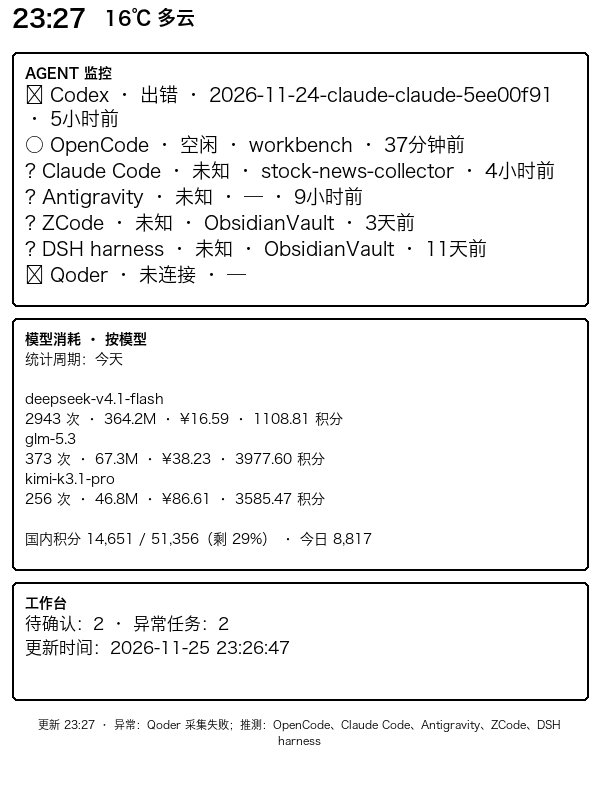 23:27 16℃ 多云
AGENT 监控
☒ Codex · 出错 · 2026-11-24-claude-claude-5ee00f91
· 5小时前
○ OpenCode · 空闲 · workbench · 37分钟前
? Claude Code · 未知 · stock-news-collector · 4小时前
? Antigravity · 未知 · — · 9小时前
? ZCode · 未知 · ObsidianVault · 3天前
? DSH harness · 未知 · ObsidianVault · 11天前
☒ Qoder · 未连接 · —
模型消耗 · 按模型
统计周期：今天
deepseek-v4.1-flash
2943 次 · 364.2M · ¥16.59 · 1108.81 积分
glm-5.3
373 次 · 67.3M · ¥38.23 · 3977.60 积分
kimi-k3.1-pro
256 次 · 46.8M · ¥86.61 · 3585.47 积分
国内积分 14,651 / 51,356（剩 29%） · 今日 8,817
工作台
待确认：2 · 异常任务：2
更新时间：2026-11-25 23:26:47
更新 23:27 · 异常：Qoder 采集失败；推测：OpenCode、Claude Code、Antigravity、ZCode、DSH
harness